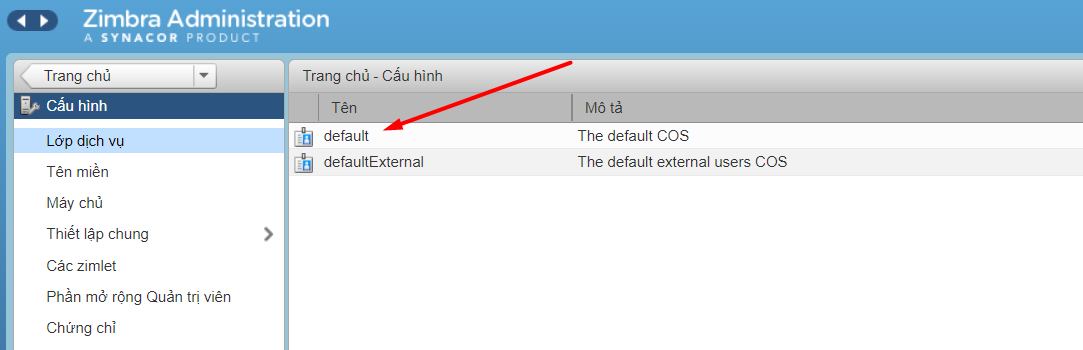 Zimbra Administration
A SYNACOR PRODUCT
Trang chủ
Trang chủ - Cấu hình
Cấu hình
Tên Mô tả
default The default COS
defaultExternal The default external users COS
Lớp dịch vụ
Tên miền
Máy chủ
Thiết lập chung
Các zimlet
Phần mở rộng Quản trị viên
Chứng chỉ